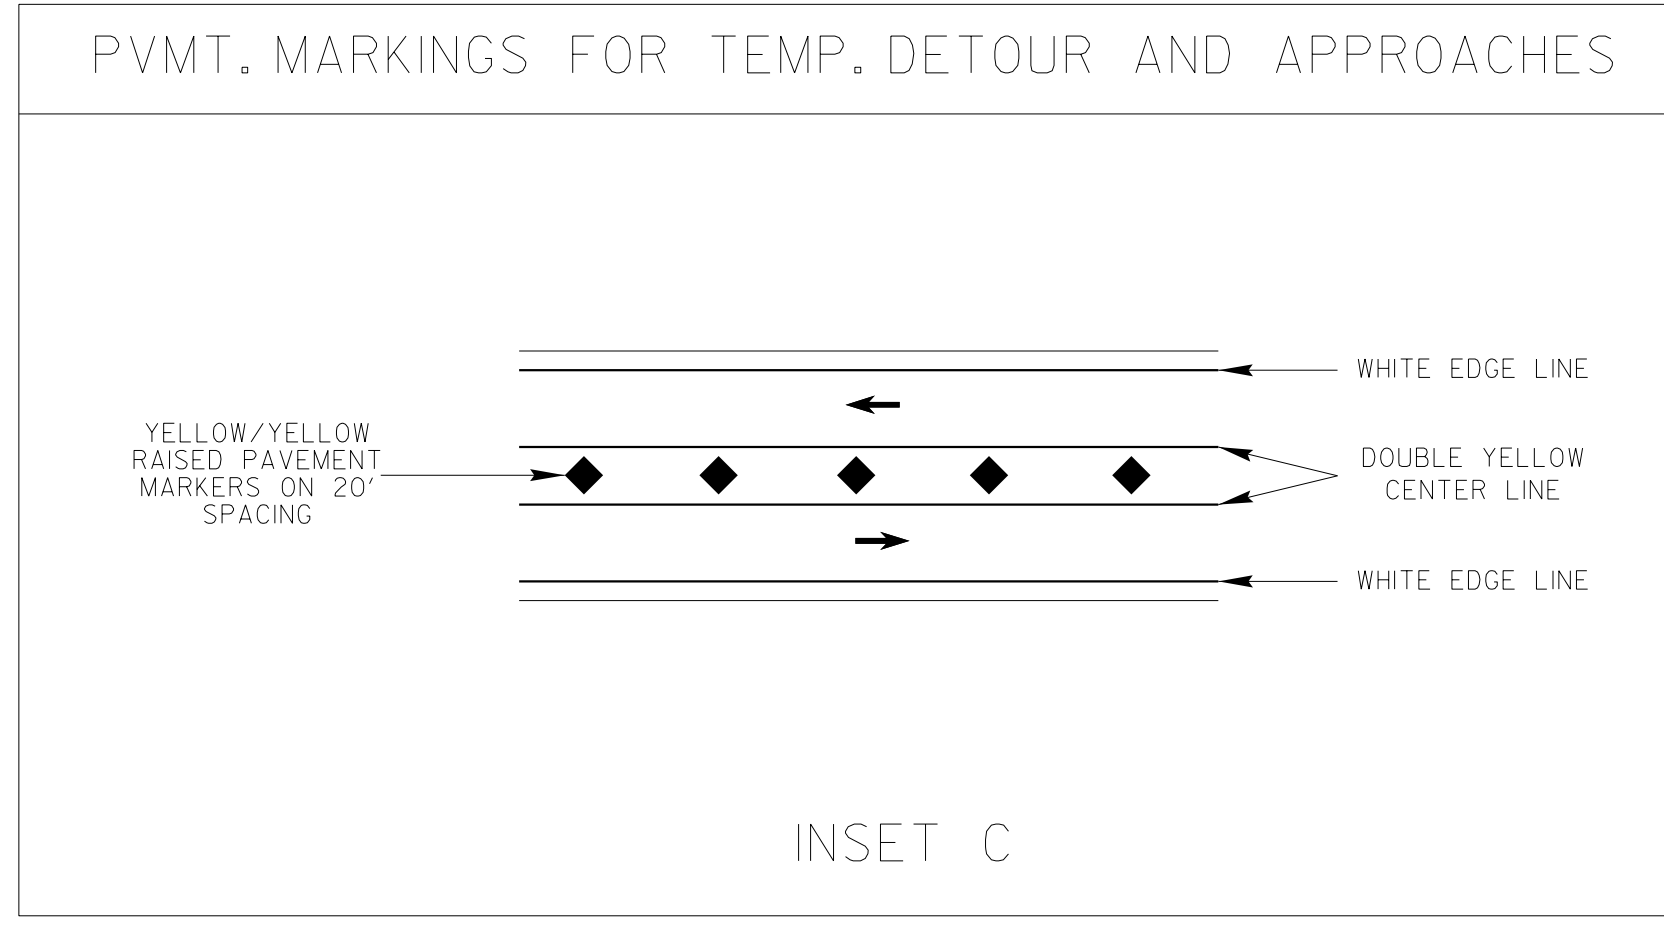 PVMT. MARKINGS FOR TEMP. DETOUR AND APPROACHES
WHITE EDGE LINE
YELLOW/YELLOW
RAISED PAVEMENT
MARKERS ON 20'
SPACING
DOUBLE YELLOW
CENTER LINE
WHITE EDGE LINE
INSET C